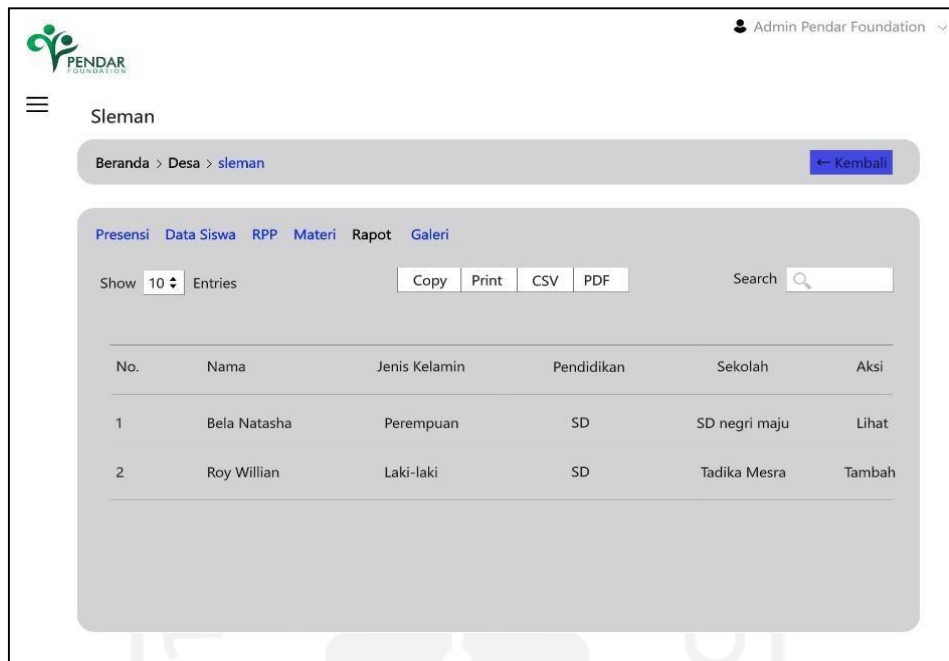 Admin Pendar Foundation
PENDAR
FOUNDATION
Sleman
Beranda > Desa > sleman
← Kembali
Presensi Data Siswa RPP Materi Rapot Galeri
Show 10 Entries Copy Print CSV PDF Search
No. Nama Jenis Kelamin Pendidikan Sekolah Aksi
1 Bela Natasha Perempuan SD SD negri maju Lihat
2 Roy Willian Laki-laki SD Tadika Mesra Tambah